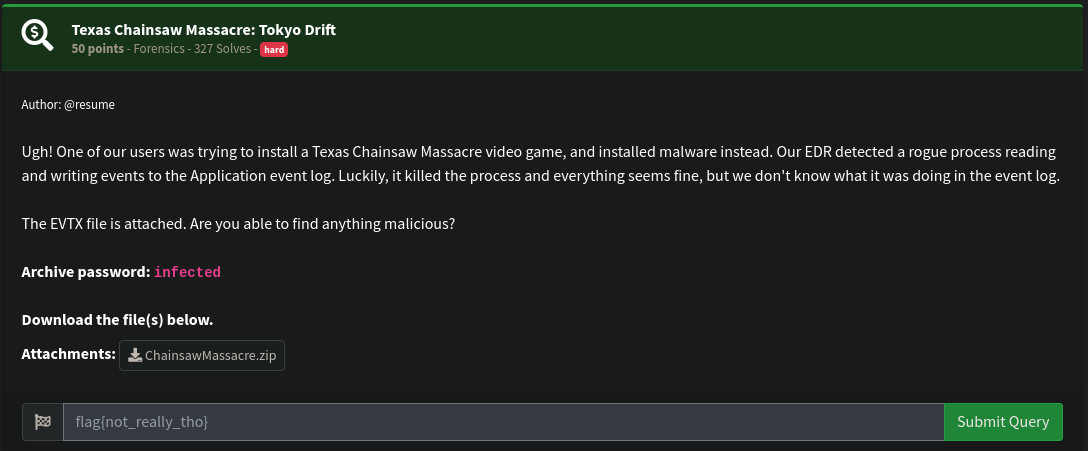 Texas Chainsaw Massacre: Tokyo Drift
50 points - Forensics - 327 Solves - hard
Author: @resume
Ugh! One of our users was trying to install a Texas Chainsaw Massacre video game, and installed malware instead. Our EDR detected a rogue process reading
and writing events to the Application event log. Luckily, it killed the process and everything seems fine, but we don't know what it was doing in the event log.
The EVTX file is attached. Are you able to find anything malicious?
Archive password: infected
Download the file(s) below.
Attachments: ChainsawMassacre.zip
flag{not_really_tho} Submit Query